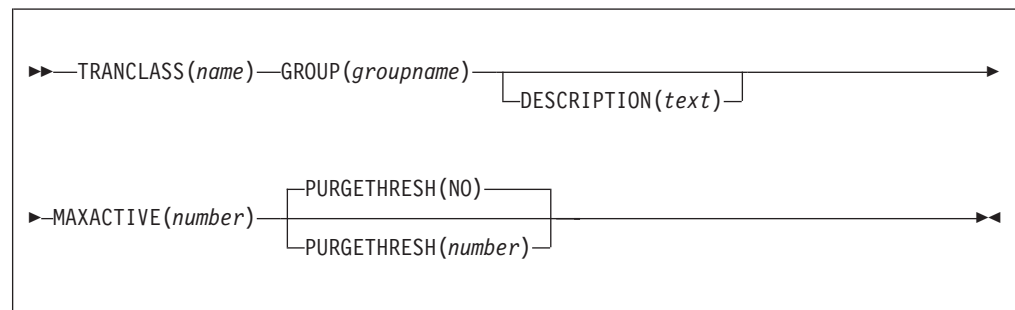 TRANCLASS(name) GROUP(groupname)
DESCRIPTION(text)
PURGETHRESH(NO)
MAXACTIVE(number)
PURGETHRESH(number)